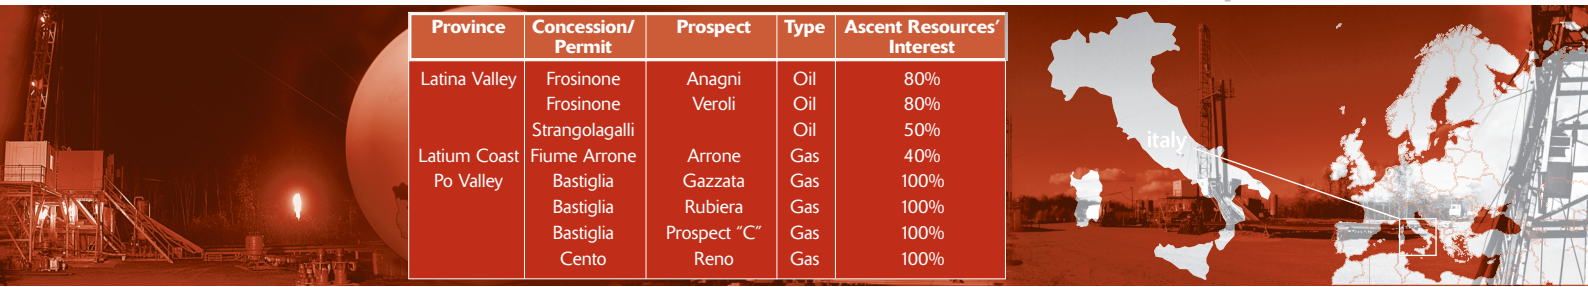 Province Concession/ Prospect Type Ascent Resources’
Permit Interest
Latina Valley Frosinone Anagni Oil 80%
Frosinone Veroli Oil 80%
Strangolagalli Oil 50%
Latium Coast Fiume Arrone Arrone Gas 40%
Po Valley Bastiglia Gazzata Gas 100%
Bastiglia Rubiera Gas 100%
Bastiglia Prospect “C” Gas 100%
Cento Reno Gas 100%
italy